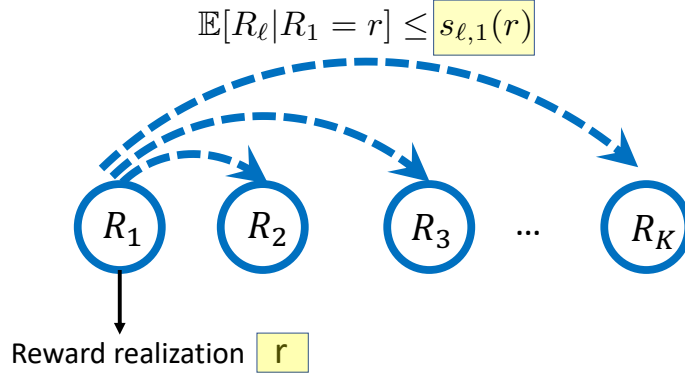 𝔼[R_ℓ|R_1 = r] ≤ s_{ℓ,1}(r)
R_1 R_2 R_3 ... R_K
Reward realization r